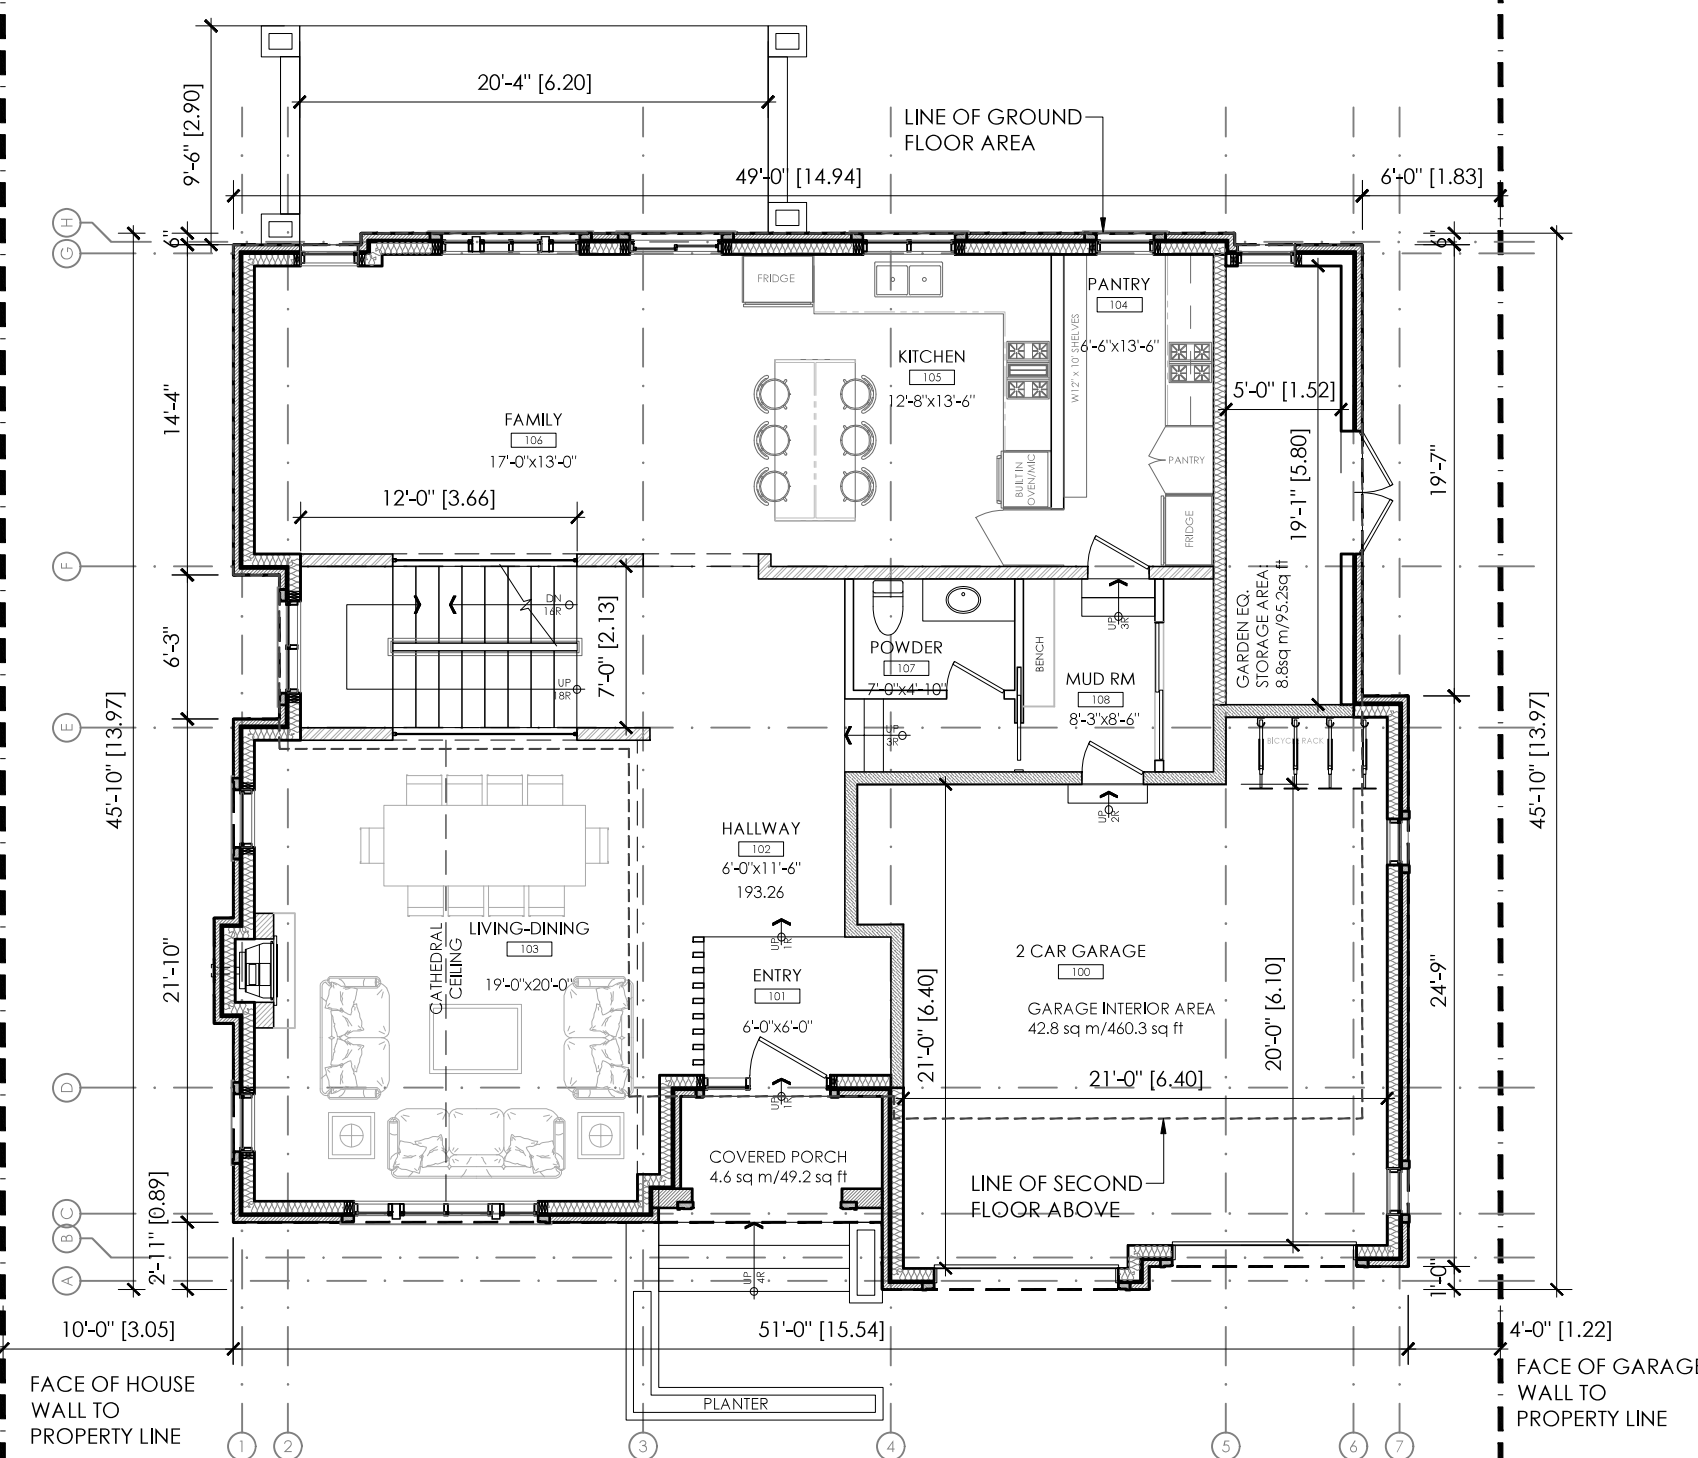 20'-4" [6.20]
9'-6" [2.90]
LINE OF GROUND
FLOOR AREA
49'-0" [14.94]
6'-0" [1.83]
H
G
6"
6"
FRIDGE
PANTRY
104
6'-6"x13'-6"
W12" x 10' SHELVES
KITCHEN
105
12'-8"x13'-6"
5'-0" [1.52]
14'-4"
FAMILY
106
17'-0"x13'-0"
BUILT IN
OVEN/MIC
PANTRY
FRIDGE
19'-1" [5.80]
19'-7"
12'-0" [3.66]
F
DN
16R
7'-0" [2.13]
UP
3R
GARDEN EQ.
STORAGE AREA:
8.8sq m/95.2sq ft
6'-3"
POWDER
107
7'-0"x4'-10"
BENCH
MUD RM
108
8'-3"x8'-6"
UP
18R
E
UP
3R
BICYCLE RACK
45'-10" [13.97]
45'-10" [13.97]
UP
2R
HALLWAY
102
6'-0"x11'-6"
193.26
LIVING-DINING
103
19'-0"x20'-0"
CATHEDRAL
CEILING
UP
1R
ENTRY
101
6'-0"x6'-0"
2 CAR GARAGE
100
GARAGE INTERIOR AREA
42.8 sq m/460.3 sq ft
21'-10"
21'-0" [6.40]
20'-0" [6.10]
24'-9"
21'-0" [6.40]
D
UP
1R
COVERED PORCH
4.6 sq m/49.2 sq ft
LINE OF SECOND
FLOOR ABOVE
C
B
A
2'-11" [0.89]
UP
4R
1'-0"
10'-0" [3.05]
51'-0" [15.54]
4'-0" [1.22]
FACE OF HOUSE
WALL TO
PROPERTY LINE
FACE OF GARAGE
WALL TO
PROPERTY LINE
PLANTER
1
2
3
4
5
6
7